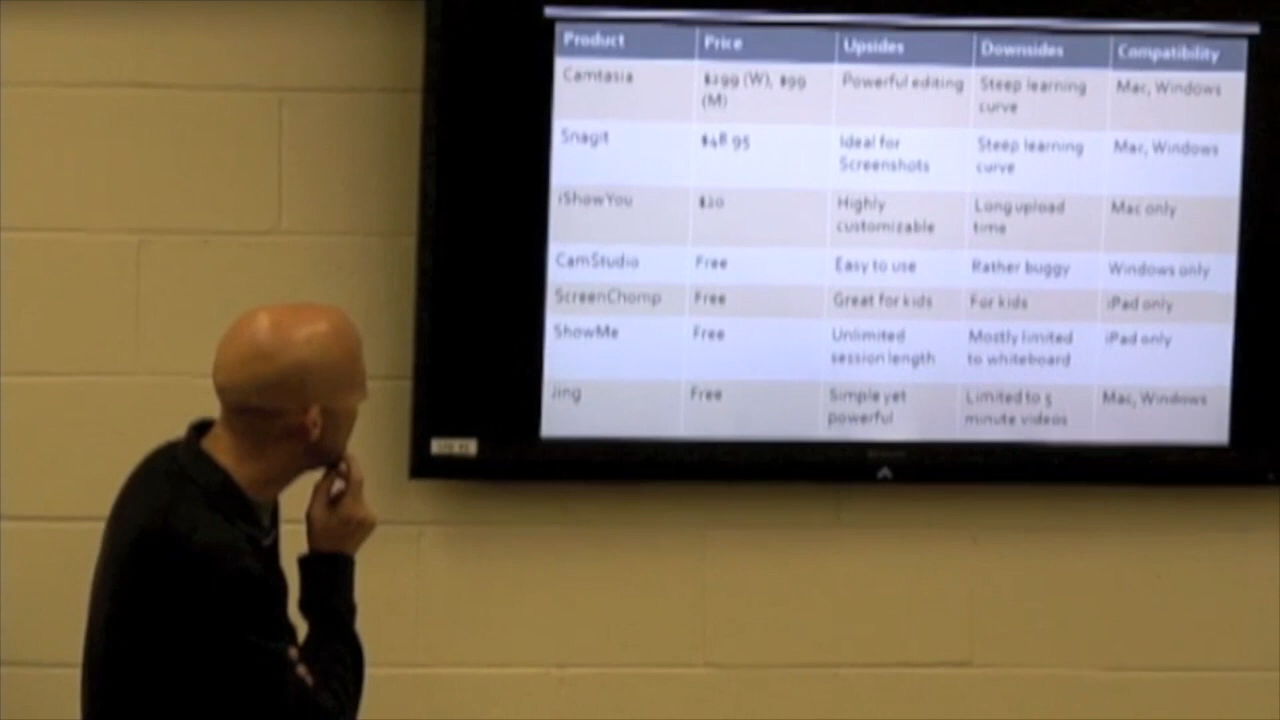 Product Price Upsides Downsides Compatibility
Camtasia $299 (W), $99 Powerful editing Steep learning Mac, Windows
(M) curve
Snagit $48.95 Ideal for Steep learning Mac, Windows
Screenshots curve
iShowYou $20 Highly Long upload Mac only
customizable time
CamStudio Free Easy to use Rather buggy Windows only
ScreenChomp Free Great for kids For kids iPad only
ShowMe Free Unlimited Mostly limited iPad only
session length to whiteboard
Jing Free Simple yet Limited to 5 Mac, Windows
powerful minute videos